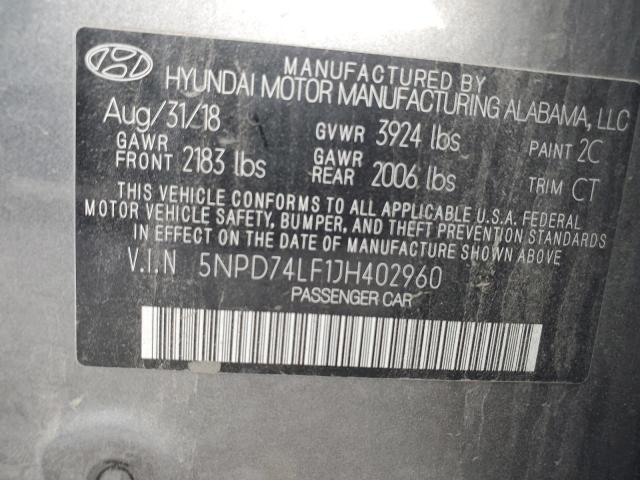 MANUFACTURED BY
HYUNDAI MOTOR MANUFACTURING ALABAMA, LLC
Aug/31/18 GVWR 3924 lbs PAINT 2C
GAWR FRONT 2183 lbs GAWR REAR 2006 lbs TRIM CT
THIS VEHICLE CONFORMS TO ALL APPLICABLE U.S.A. FEDERAL
MOTOR VEHICLE SAFETY, BUMPER, AND THEFT PREVENTION STANDARDS
IN EFFECT ON THE DATE OF MANUFACTURE SHOWN ABOVE
V.I.N 5NPD74LF1JH402960
PASSENGER CAR